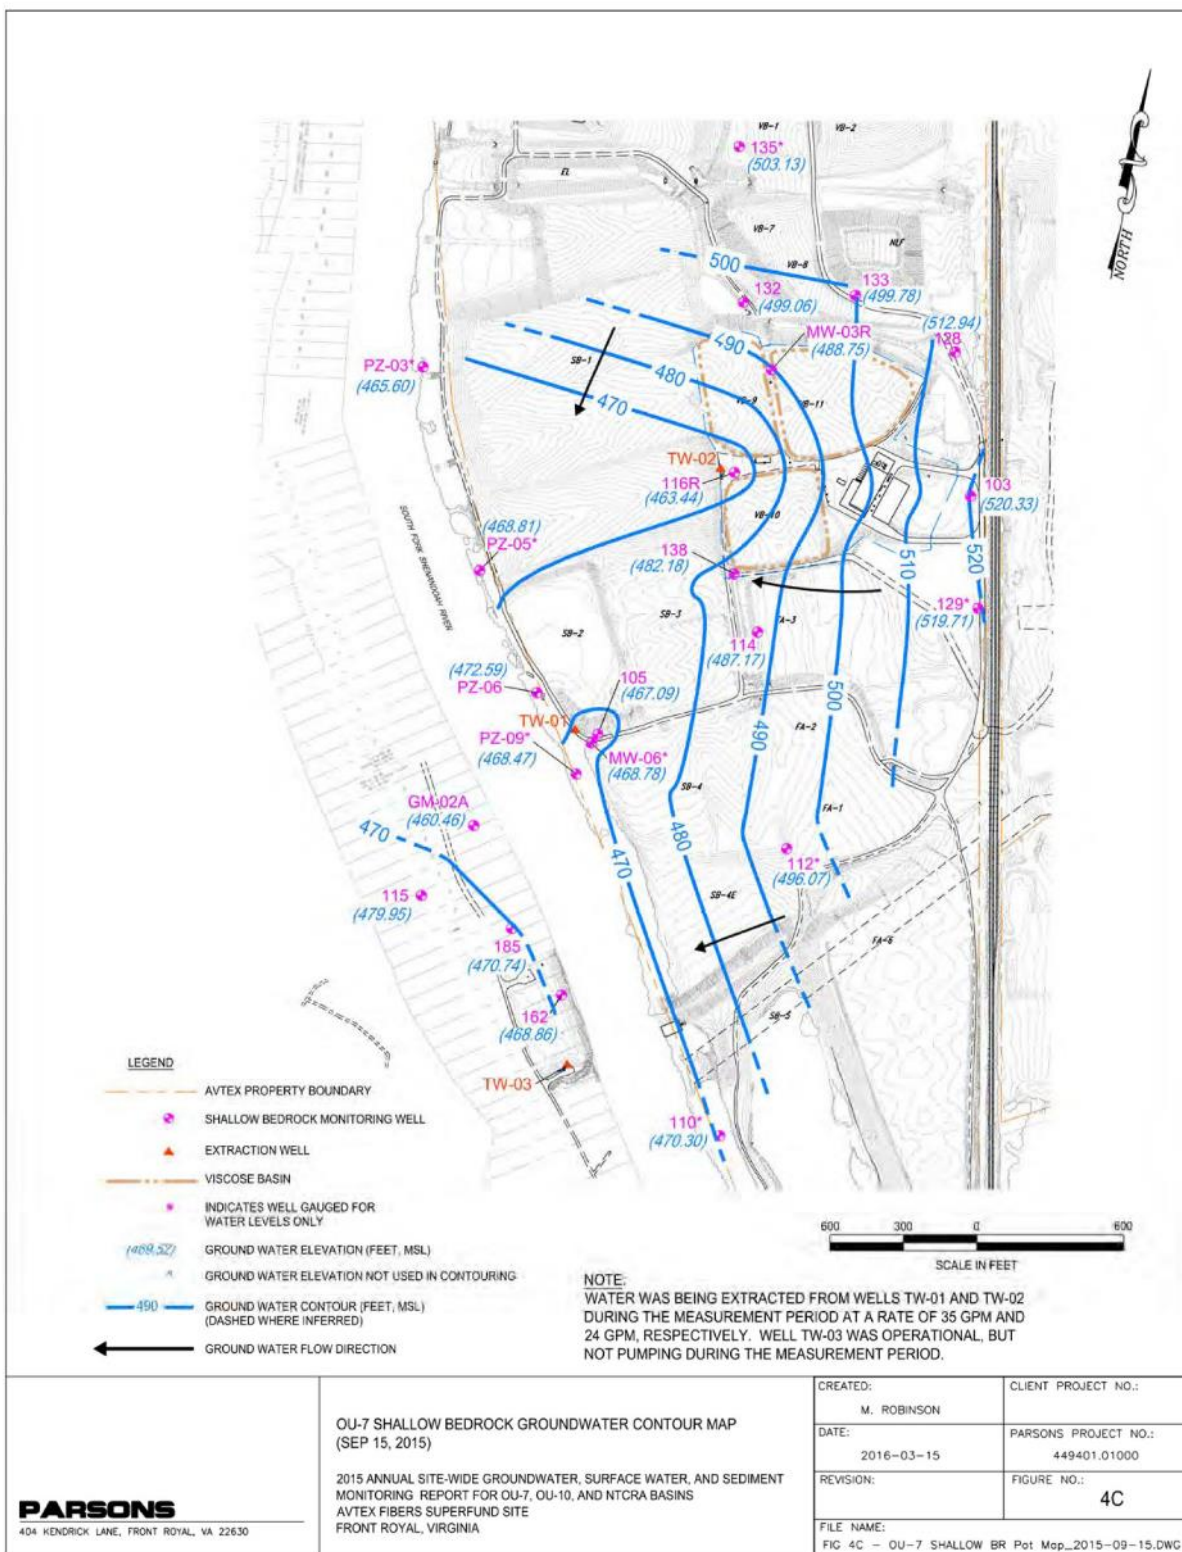 VB-1
VB-2
135*
(503.13)
EL
VB-7
NLF
500
VB-8
132
(499.06)
133
(499.78)
(512.94)
128
490
MW-03R
(488.75)
SB-1
480
PZ-03*
(465.60)
470
VB-11
TW-02
116R
(463.44)
103
(520.33)
VB-10
SOUTH FORK SHENANDOAH RIVER
(468.81)
PZ-05*
138
(482.18)
510
520
129*
(519.71)
SB-3
FA-3
SB-2
114
(487.17)
(472.59)
PZ-06
105
(467.09)
500
TW-01
FA-2
490
PZ-09*
(468.47)
MW-06*
(468.78)
SB-4
FA-1
GM-02A
(460.46)
470
480
470
112*
(496.07)
115
(479.95)
SB-4E
185
(470.74)
FA-6
162
(468.86)
SB-5
TW-03
110*
(470.30)
NORTH
LEGEND
AVTEX PROPERTY BOUNDARY
SHALLOW BEDROCK MONITORING WELL
EXTRACTION WELL
VISCOSE BASIN
* INDICATES WELL GAUGED FOR
WATER LEVELS ONLY
(469.52) GROUND WATER ELEVATION (FEET, MSL)
GROUND WATER ELEVATION NOT USED IN CONTOURING
490 GROUND WATER CONTOUR (FEET, MSL)
(DASHED WHERE INFERRED)
GROUND WATER FLOW DIRECTION
600 300 0 600
SCALE IN FEET
NOTE:
WATER WAS BEING EXTRACTED FROM WELLS TW-01 AND TW-02
DURING THE MEASUREMENT PERIOD AT A RATE OF 35 GPM AND
24 GPM, RESPECTIVELY. WELL TW-03 WAS OPERATIONAL, BUT
NOT PUMPING DURING THE MEASUREMENT PERIOD.
PARSONS
404 KENDRICK LANE, FRONT ROYAL, VA 22630
OU-7 SHALLOW BEDROCK GROUNDWATER CONTOUR MAP
(SEP 15, 2015)
2015 ANNUAL SITE-WIDE GROUNDWATER, SURFACE WATER, AND SEDIMENT
MONITORING REPORT FOR OU-7, OU-10, AND NTCRA BASINS
AVTEX FIBERS SUPERFUND SITE
FRONT ROYAL, VIRGINIA
CREATED:
M. ROBINSON
CLIENT PROJECT NO.:
DATE:
2016-03-15
PARSONS PROJECT NO.:
449401.01000
REVISION:
FIGURE NO.:
4C
FILE NAME:
FIG 4C - OU-7 SHALLOW BR Pot Map_2015-09-15.DWG